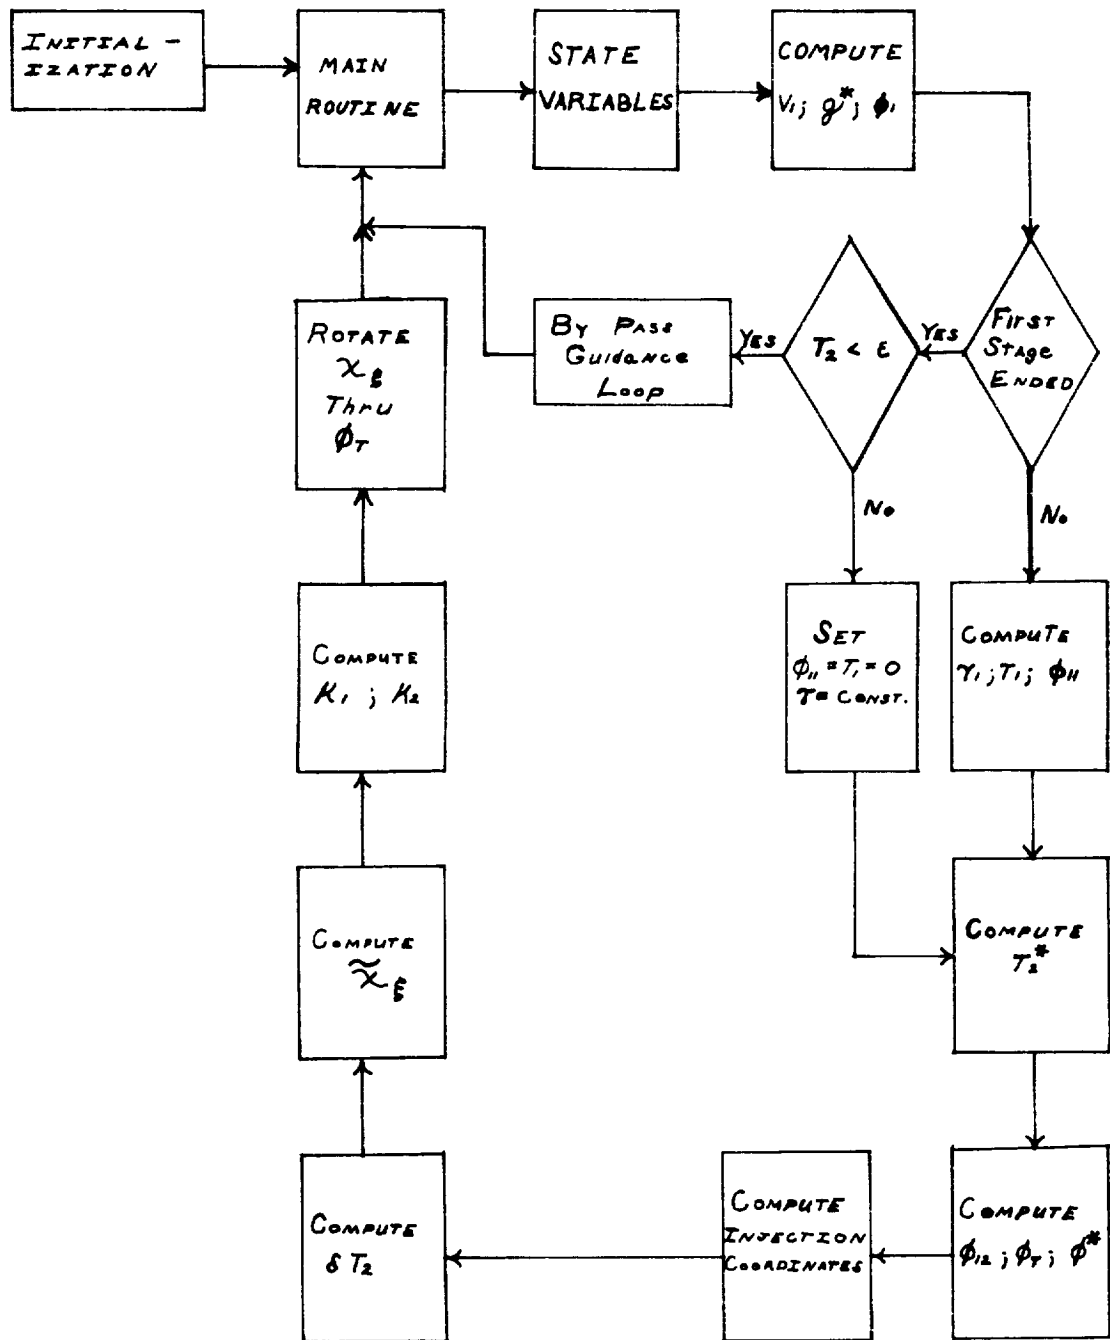 INITIAL -
IZATION
MAIN
ROUTINE
STATE
VARIABLES
COMPUTE
V₁; g*; ϕ₁
FIRST
STAGE
ENDED
YES
T₂ < ε
YES
BY PASS
GUIDANCE
LOOP
ROTATE
χ_ξ
THRU
ϕ_T
NO
NO
SET
ϕ₁₁ = T₁ = 0
τ = CONST.
COMPUTE
τ₁; T₁; ϕ₁₁
COMPUTE
K₁ ; K₂
COMPUTE
T₂*
COMPUTE
χ̃_ξ
COMPUTE
ϕ₁₂; ϕ_T; ϕ*
COMPUTE
INJECTION
COORDINATES
COMPUTE
δT₂